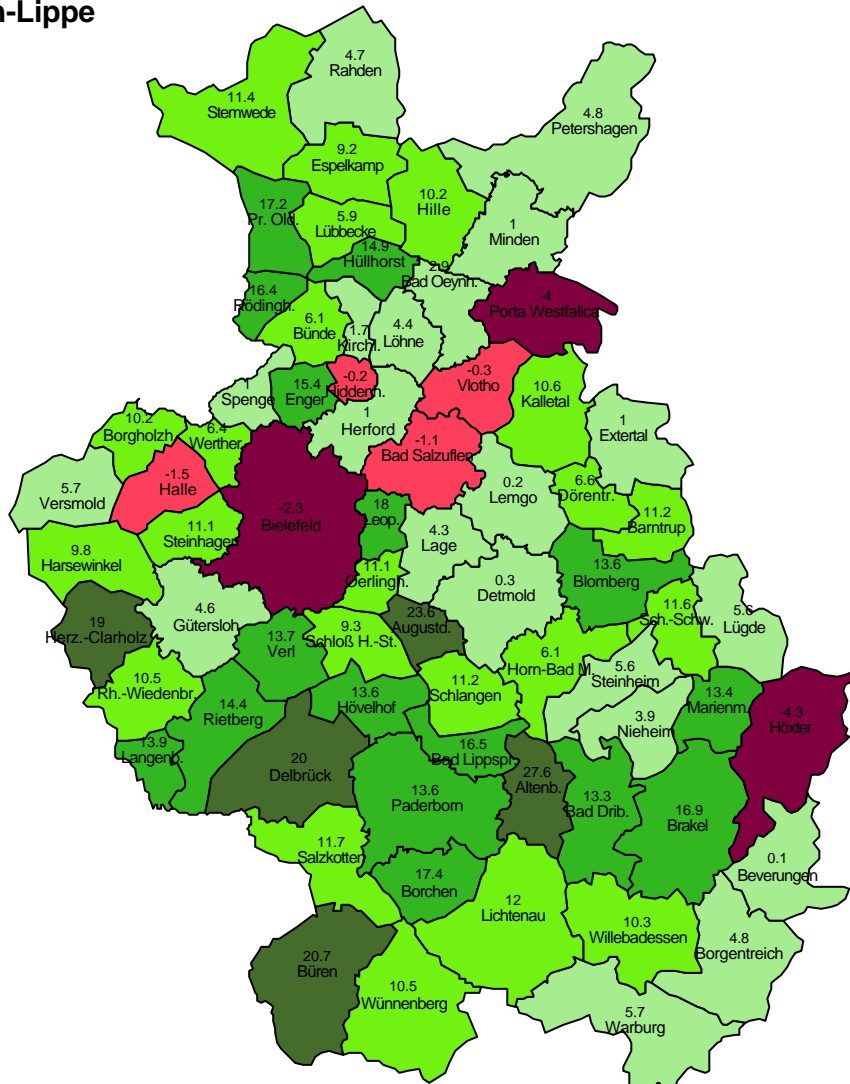 n-Lippe
4.7
Rahden
11.4
Stemwede
4.8
Petershagen
9.2
Espelkamp
10.2
Hille
17.2
Pr. Old.
5.9
Lübbecke
1
Minden
14.9
Hüllhorst
2.9
Bad Oeynh.
16.4
Rödingh.
-4
Porta Westfalica
6.1
Bünde
1.7
Kirchl.
4.4
Löhne
-0.3
Vlotho
-0.2
Hiddenh.
1
Spenge
15.4
Enger
10.6
Kalletal
1
Herford
1
Extertal
10.2
Borgholzh.
6.4
Werther
-1.1
Bad Salzuflen
-1.5
Halle
5.7
Versmold
0.2
Lemgo
6.6
Dörentr.
18
Leop.
-2.3
Bielefeld
11.2
Barntrup
11.1
Steinhagen
4.3
Lage
9.8
Harsewinkel
11.1
Oerlingh.
13.6
Blomberg
0.3
Detmold
4.6
Gütersloh
19
Herz.-Clarholz
23.6
Augustd.
11.6
Sch.-Schw.
5.6
Lügde
13.7
Verl
9.3
Schloß H.-St.
6.1
Horn-Bad M.
5.6
Steinheim
10.5
Rh.-Wiedenbr.
11.2
Schlangen
13.6
Hövelhof
13.4
Marienm.
14.4
Rietberg
3.9
Nieheim
-4.3
Höxter
13.9
Langenb.
16.5
Bad Lippspr.
20
Delbrück
27.6
Altenb.
13.6
Paderborn
13.3
Bad Drib.
16.9
Brakel
11.7
Salzkotten
0.1
Beverungen
17.4
Borchen
12
Lichtenau
10.3
Willebadessen
4.8
Borgentreich
20.7
Büren
10.5
Wünnenberg
5.7
Warburg